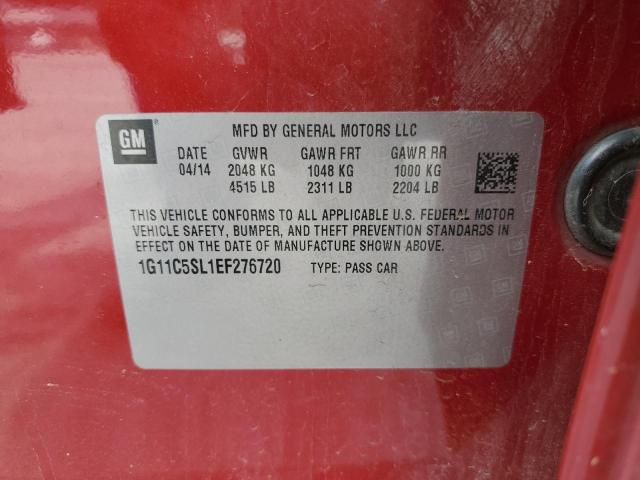 GM ® MFD BY GENERAL MOTORS LLC
DATE GVWR GAWR FRT GAWR RR
04/14 2048 KG 1048 KG 1000 KG
4515 LB 2311 LB 2204 LB
THIS VEHICLE CONFORMS TO ALL APPLICABLE U.S. FEDERAL MOTOR
VEHICLE SAFETY, BUMPER, AND THEFT PREVENTION STANDARDS IN
EFFECT ON THE DATE OF MANUFACTURE SHOWN ABOVE.
1G11C5SL1EF276720 TYPE: PASS CAR